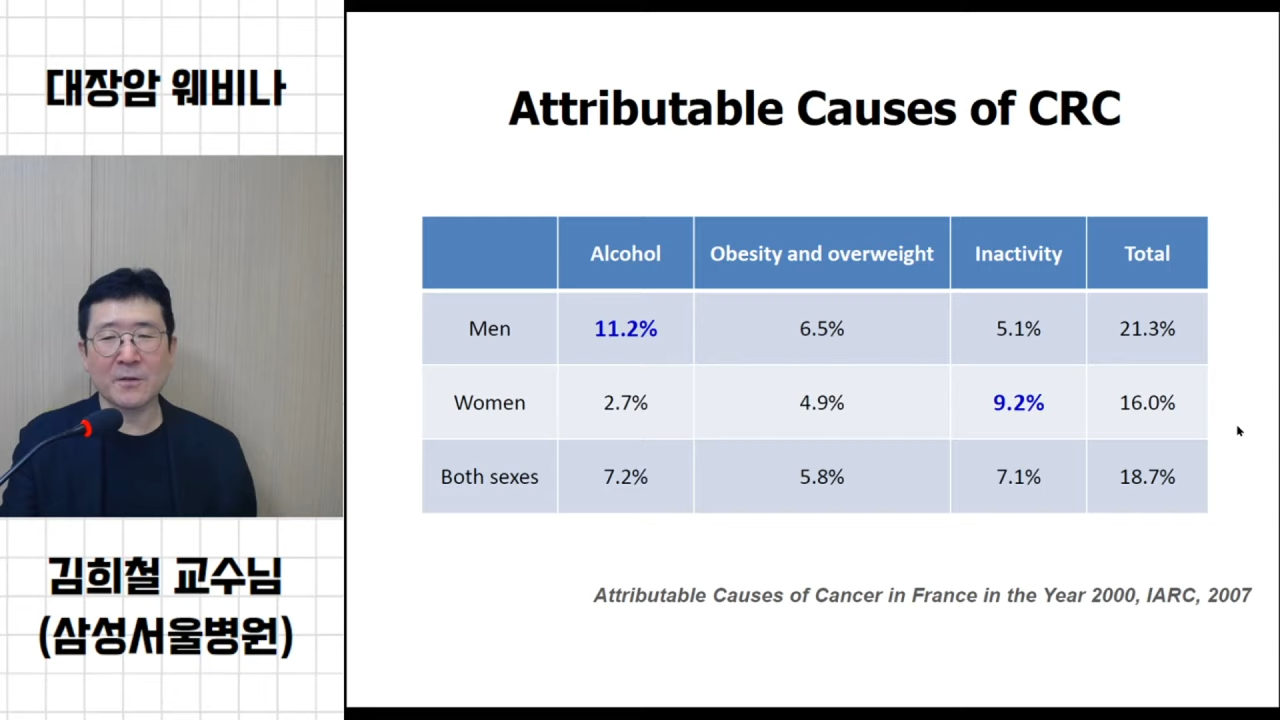 대장암 웨비나
김희철 교수님
(삼성서울병원)
Attributable Causes of CRC
Alcohol Obesity and overweight Inactivity Total
Men 11.2% 6.5% 5.1% 21.3%
Women 2.7% 4.9% 9.2% 16.0%
Both sexes 7.2% 5.8% 7.1% 18.7%
Attributable Causes of Cancer in France in the Year 2000, IARC, 2007